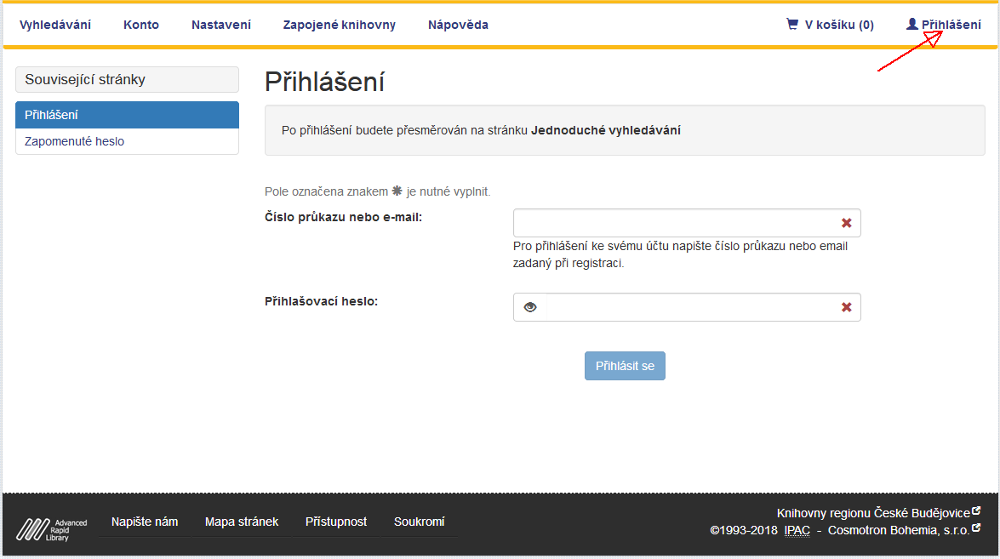 Vyhledávání Konto Nastavení Zapojené knihovny Nápověda V košíku (0) Přihlášení
Související stránky
Přihlášení
Zapomenuté heslo
Přihlášení
Po přihlášení budete přesměrován na stránku Jednoduché vyhledávání
Pole označena znakem ✱ je nutné vyplnit.
Číslo průkazu nebo e-mail:
Pro přihlášení ke svému účtu napište číslo průkazu nebo email
zadaný při registraci.
Přihlašovací heslo:
Přihlásit se
Advanced
Rapid
Library
Napište nám Mapa stránek Přístupnost Soukromí
Knihovny regionu České Budějovice
©1993-2018 IPAC - Cosmotron Bohemia, s.r.o.